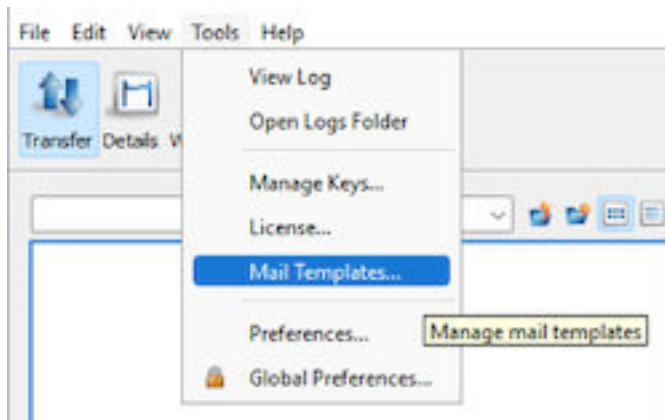 File Edit View Tools Help
View Log
Open Logs Folder
Transfer Details
Manage Keys...
License...
Mail Templates...
Preferences...
Manage mail templates
Global Preferences...